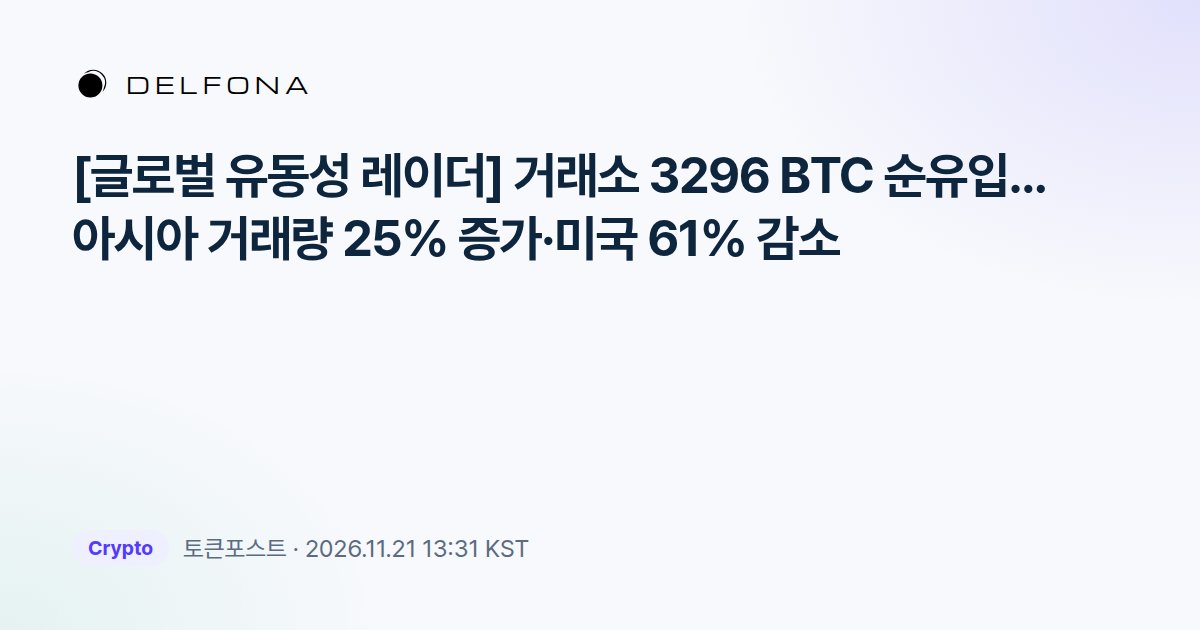 DELFONA
[글로벌 유동성 레이더] 거래소 3296 BTC 순유입...
아시아 거래량 25% 증가·미국 61% 감소
Crypto 토큰포스트 · 2026.11.21 13:31 KST